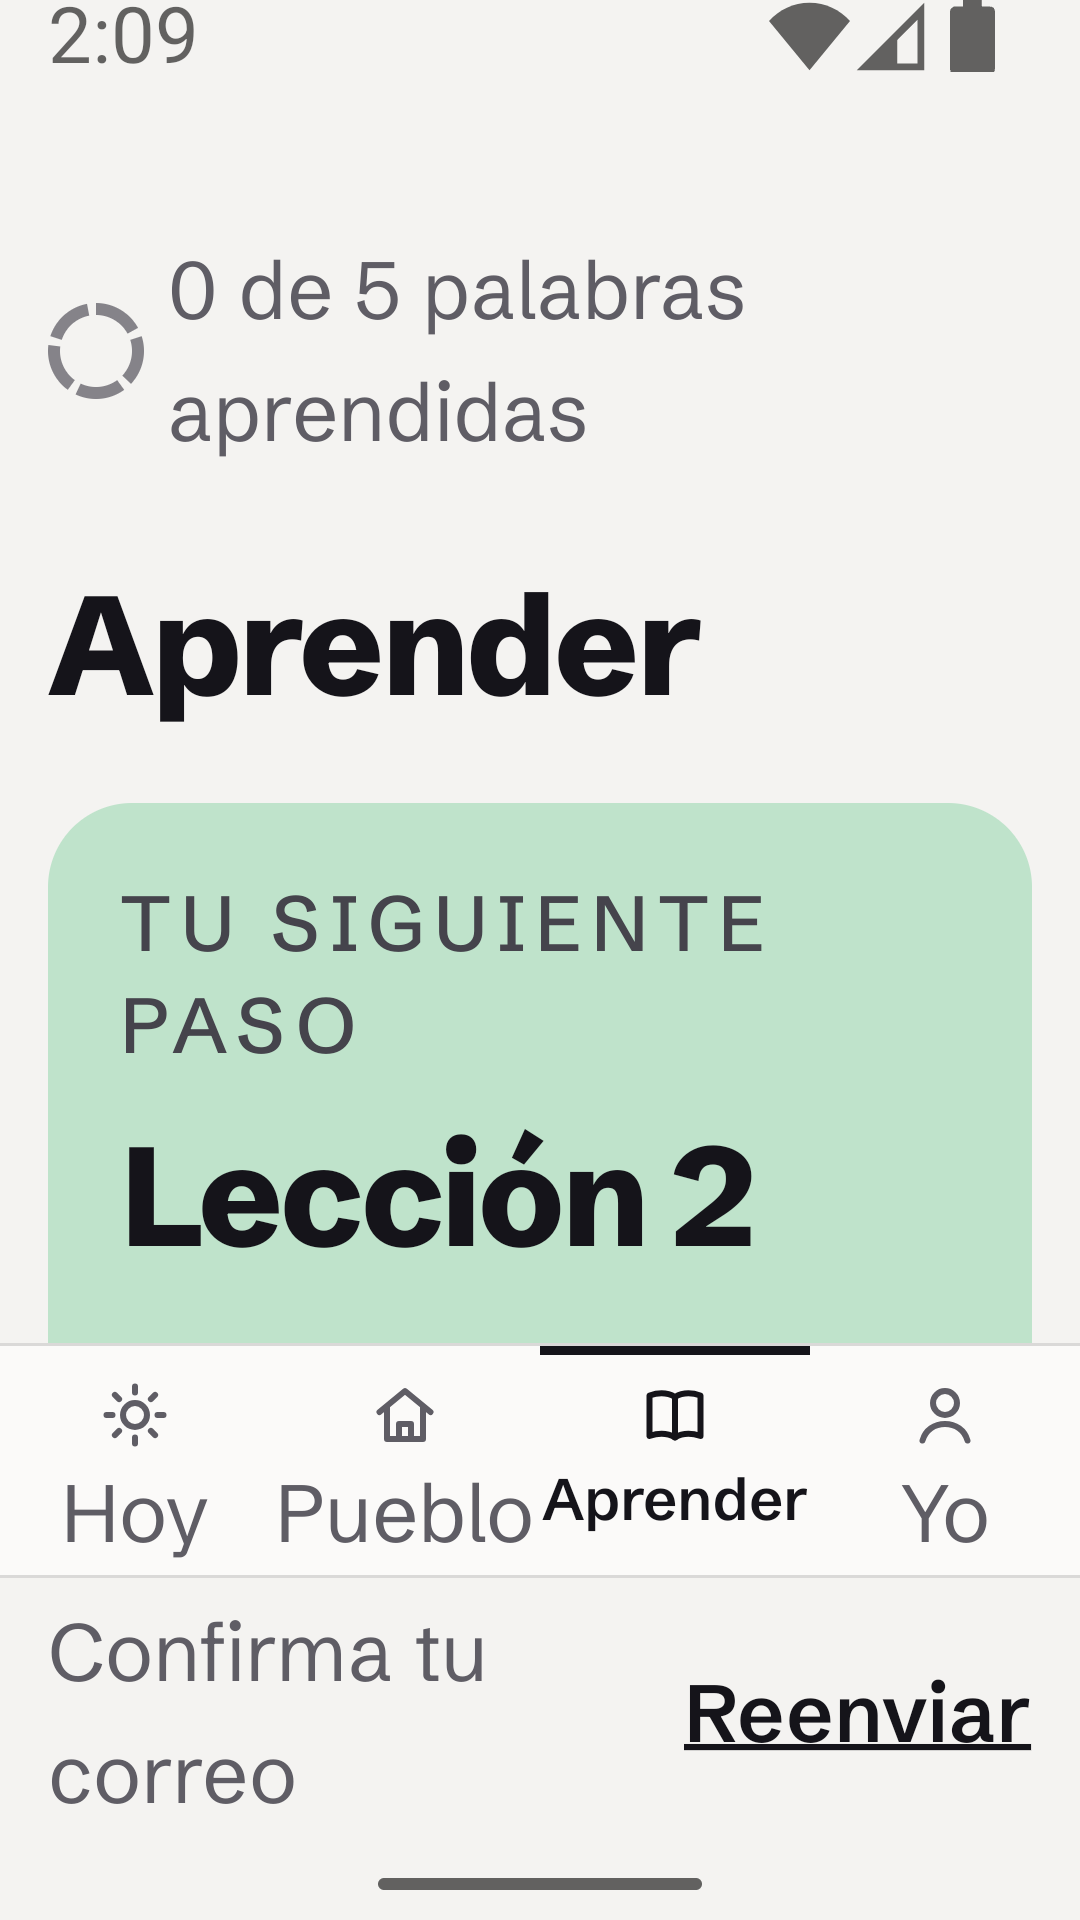 2:09
0 de 5 palabras
aprendidas
Aprender
TU SIGUIENTE
PASO
Lección 2
Hoy
Pueblo
Aprender
Yo
Confirma tu
correo
Reenviar